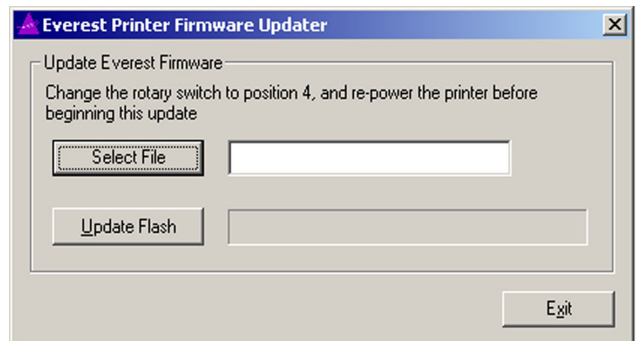 Everest Printer Firmware Updater
Update Everest Firmware
Change the rotary switch to position 4, and re-power the printer before
beginning this update
Select File
Update Flash
Exit